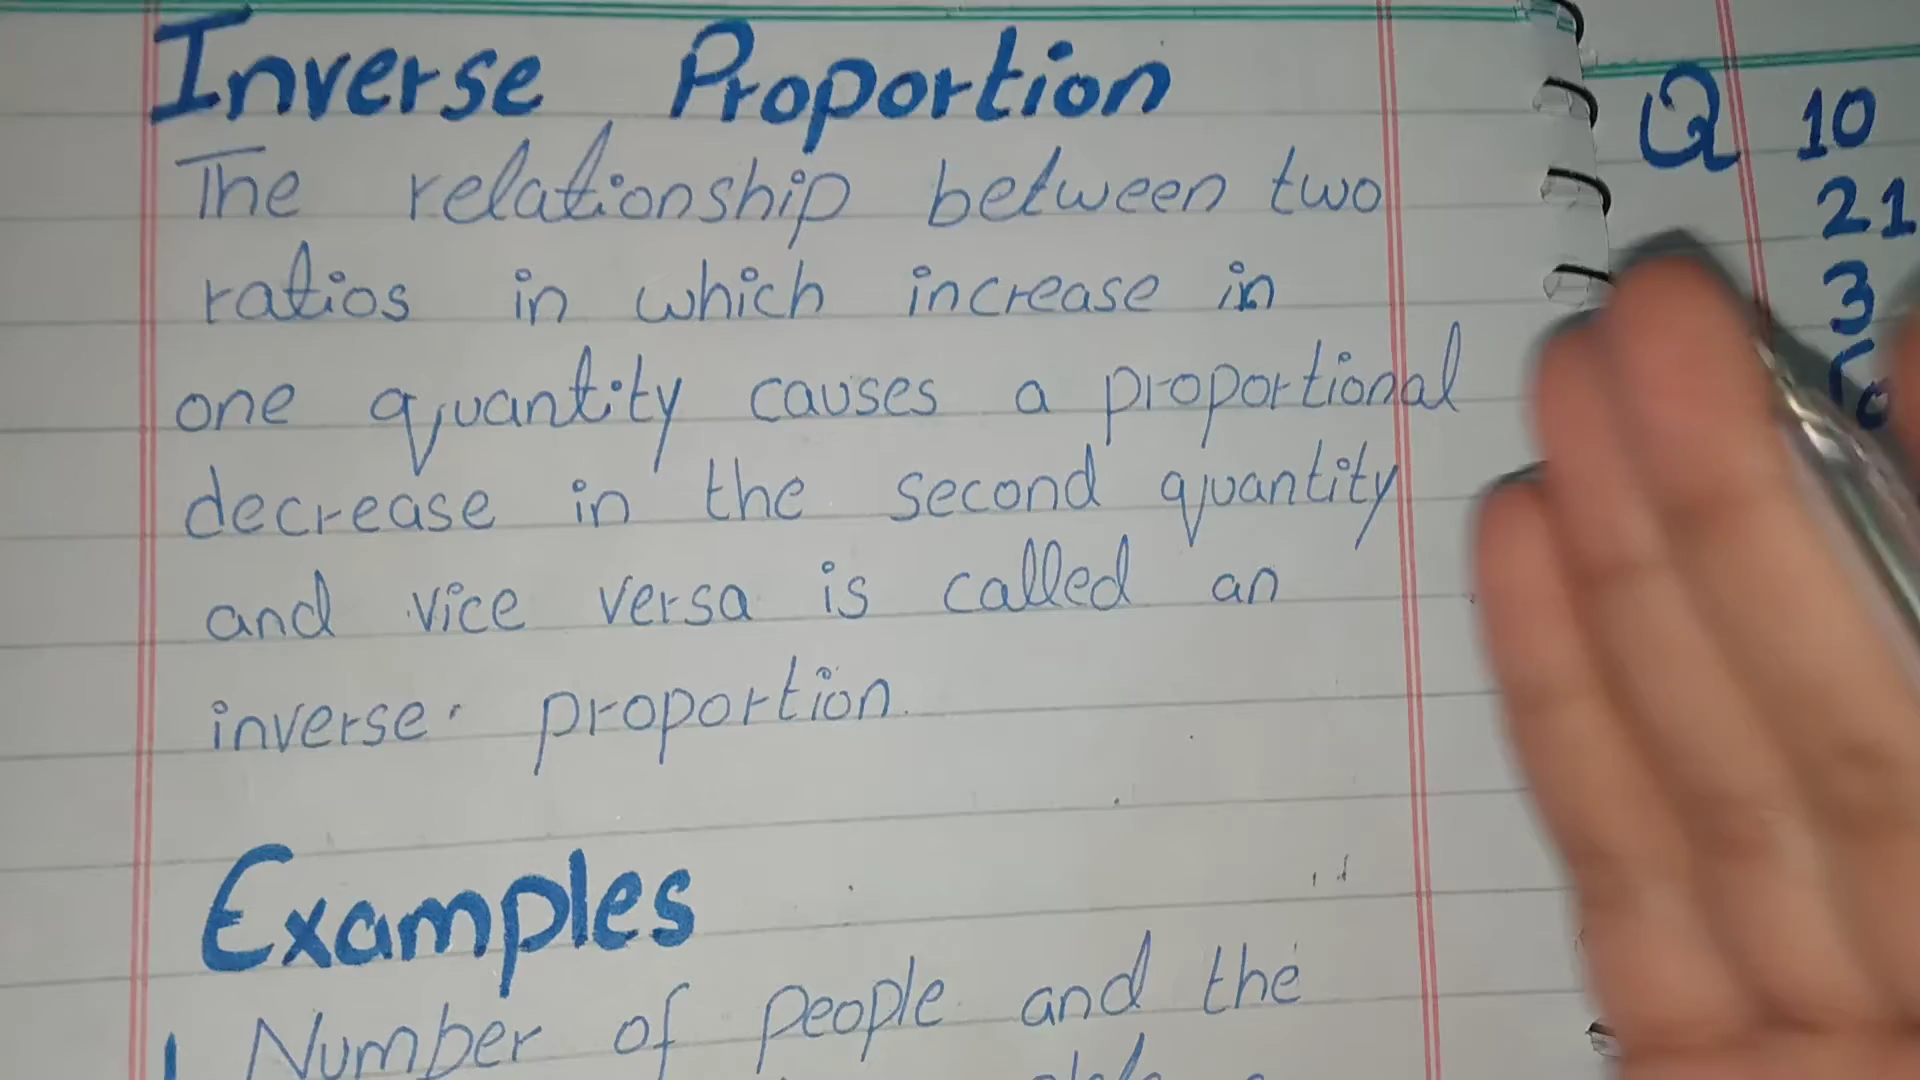 Inverse Proportion
The relationship between two
ratios in which increase in
one quantity causes a proportional
decrease in the second quantity
and vice versa is called an
inverse proportion.
Examples
1 Number of people and the
Q 10
21
3